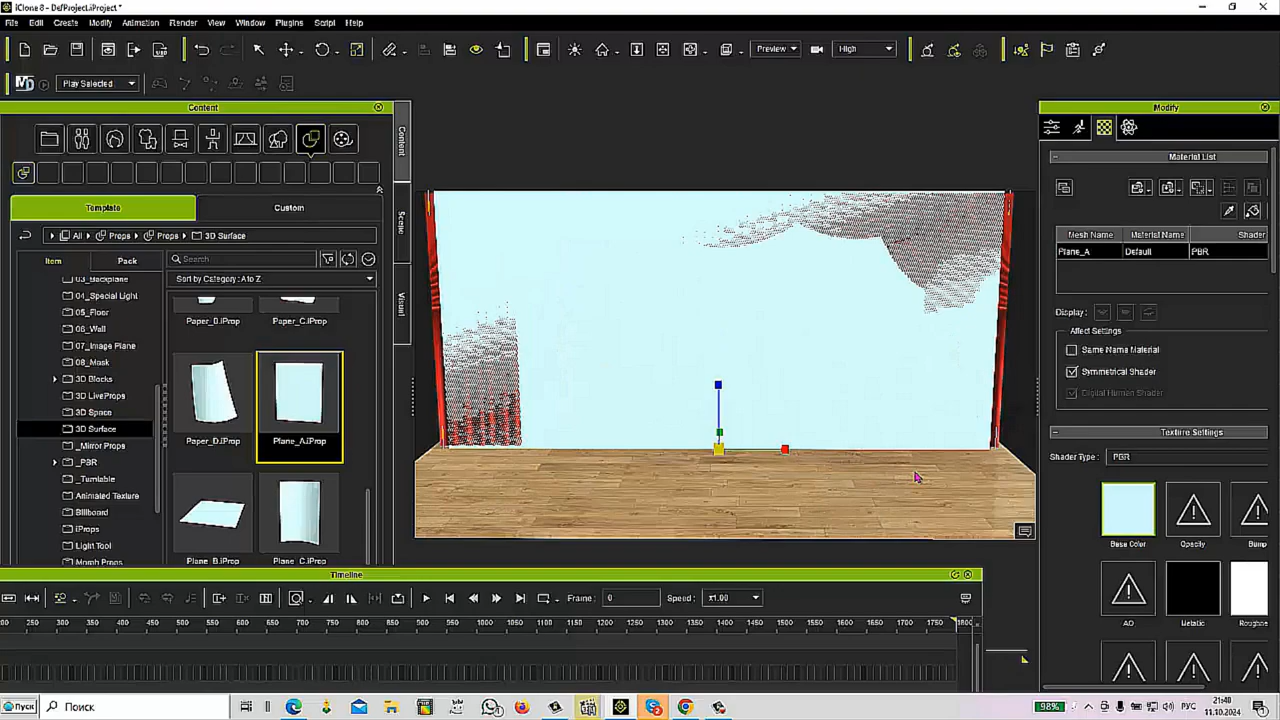 iClone 8 - DefProject.iProject *
File Edit Create Modify Animation Render View Window Plugins Script Help
Preview High
Play Selected
Content
Modify
Content
Scene
Visual
Template Custom
All Props Props 3D Surface
Item Pack
Search
Sort by Category : A to Z
03_Backplane
04_Special Light
05_Floor
06_Wall
07_Image Plane
08_Mask
3D Blocks
3D LiveProps
3D Space
3D Surface
_Mirror Props
_PBR
_Turntable
Animated Texture
Billboard
iProps
Light Tool
Morph Props
Paper_B.iProp Paper_C.iProp
Paper_D.iProp Plane_A.iProp
Plane_B.iProp Plane_C.iProp
Material List
Mesh Name Material Name Shader
Plane_A Default PBR
Display:
Affect Settings
Same Name Material
Symmetrical Shader
Digital Human Shader
Texture Settings
Shader Type: PBR
Base Color Opacity Bump
AO Metallic Roughne
Timeline
Frame: 0 Speed: x1.00
200 250 300 350 400 450 500 550 600 650 700 750 800 850 900 950 1000 1050 1100 1150 1200 1250 1300 1350 1400 1450 1500 1550 1600 1650 1700 1750 1800
Пуск Поиск 98% РУС 21:48
11.10.2024